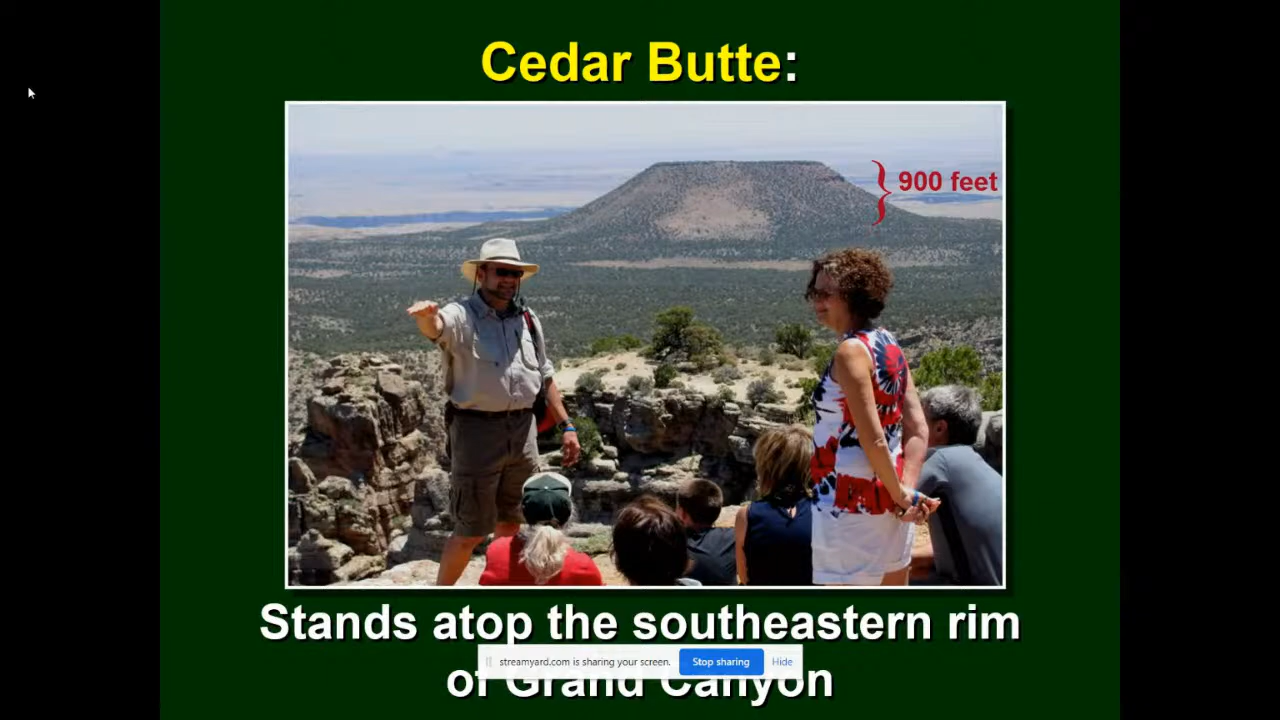 Cedar Butte:
900 feet
Stands atop the southeastern rim
streamyard.com is sharing your screen. Stop sharing Hide
of Grand Canyon